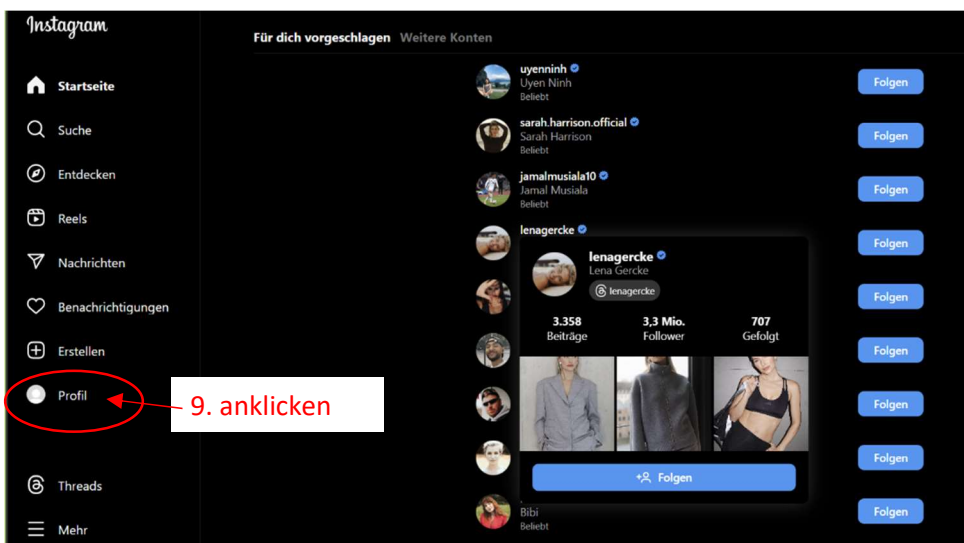 Instagram
Für dich vorgeschlagen Weitere Konten
Startseite
Suche
Entdecken
Reels
Nachrichten
Benachrichtigungen
Erstellen
Profil
9. anklicken
Threads
Mehr
uyenninh
Uyen Ninh
Beliebt
Folgen
sarah.harrison.official
Sarah Harrison
Beliebt
Folgen
jamalmusiala10
Jamal Musiala
Beliebt
Folgen
lenagercke
Folgen
lenagercke
Lena Gercke
lenagercke
3.358 3,3 Mio. 707
Beiträge Follower Gefolgt
Folgen
Folgen
Folgen
Folgen
Folgen
Folgen
Bibi
Beliebt
Folgen